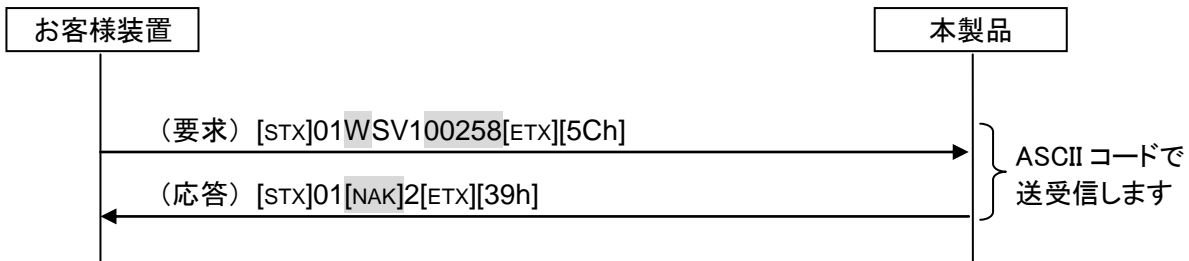 お客様装置
本製品
（要求） [STX]01WSV100258[ETX][5Ch]
（応答） [STX]01[NAK]2[ETX][39h]
ASCII コードで
送受信します